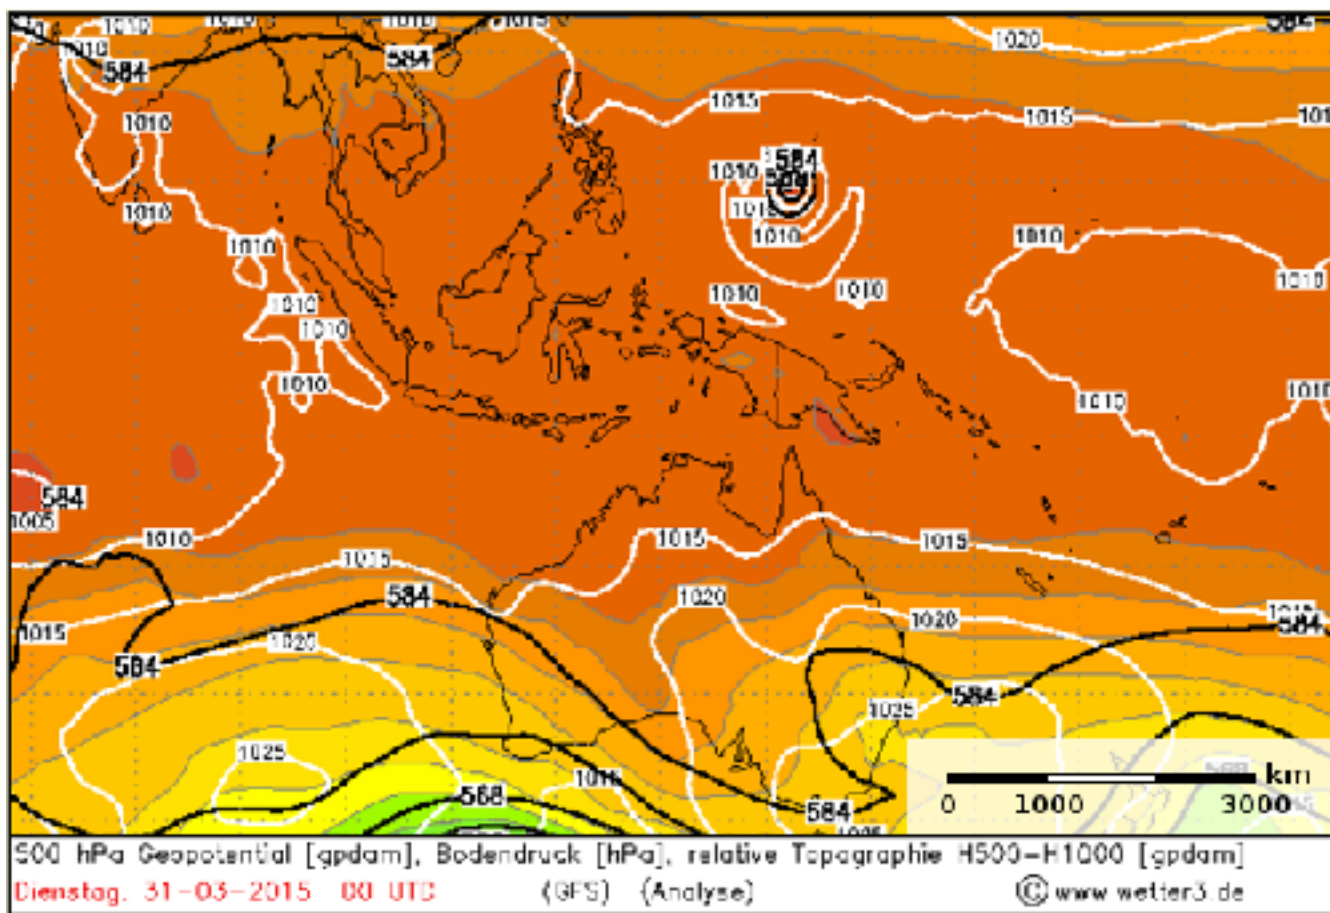 1010 1015 1020 584
1010
584 584
1015 1015
1010
1010 584
1010
1010
1010 1010 1010
1010
1010 1010 1010
1010
1010 1010
1010
584
1005
1010 1015 1015
1015
584 1020
1015 1020 584
1020
584
584
1025
1025
568
584
km
0 1000 3000
500 hPa Geopotential [gpdam], Bodendruck [hPa], relative Topographie H500-H1000 [gpdam]
Dienstag, 31-03-2015 00 UTC (GFS) (Analyse) © www.wetter3.de